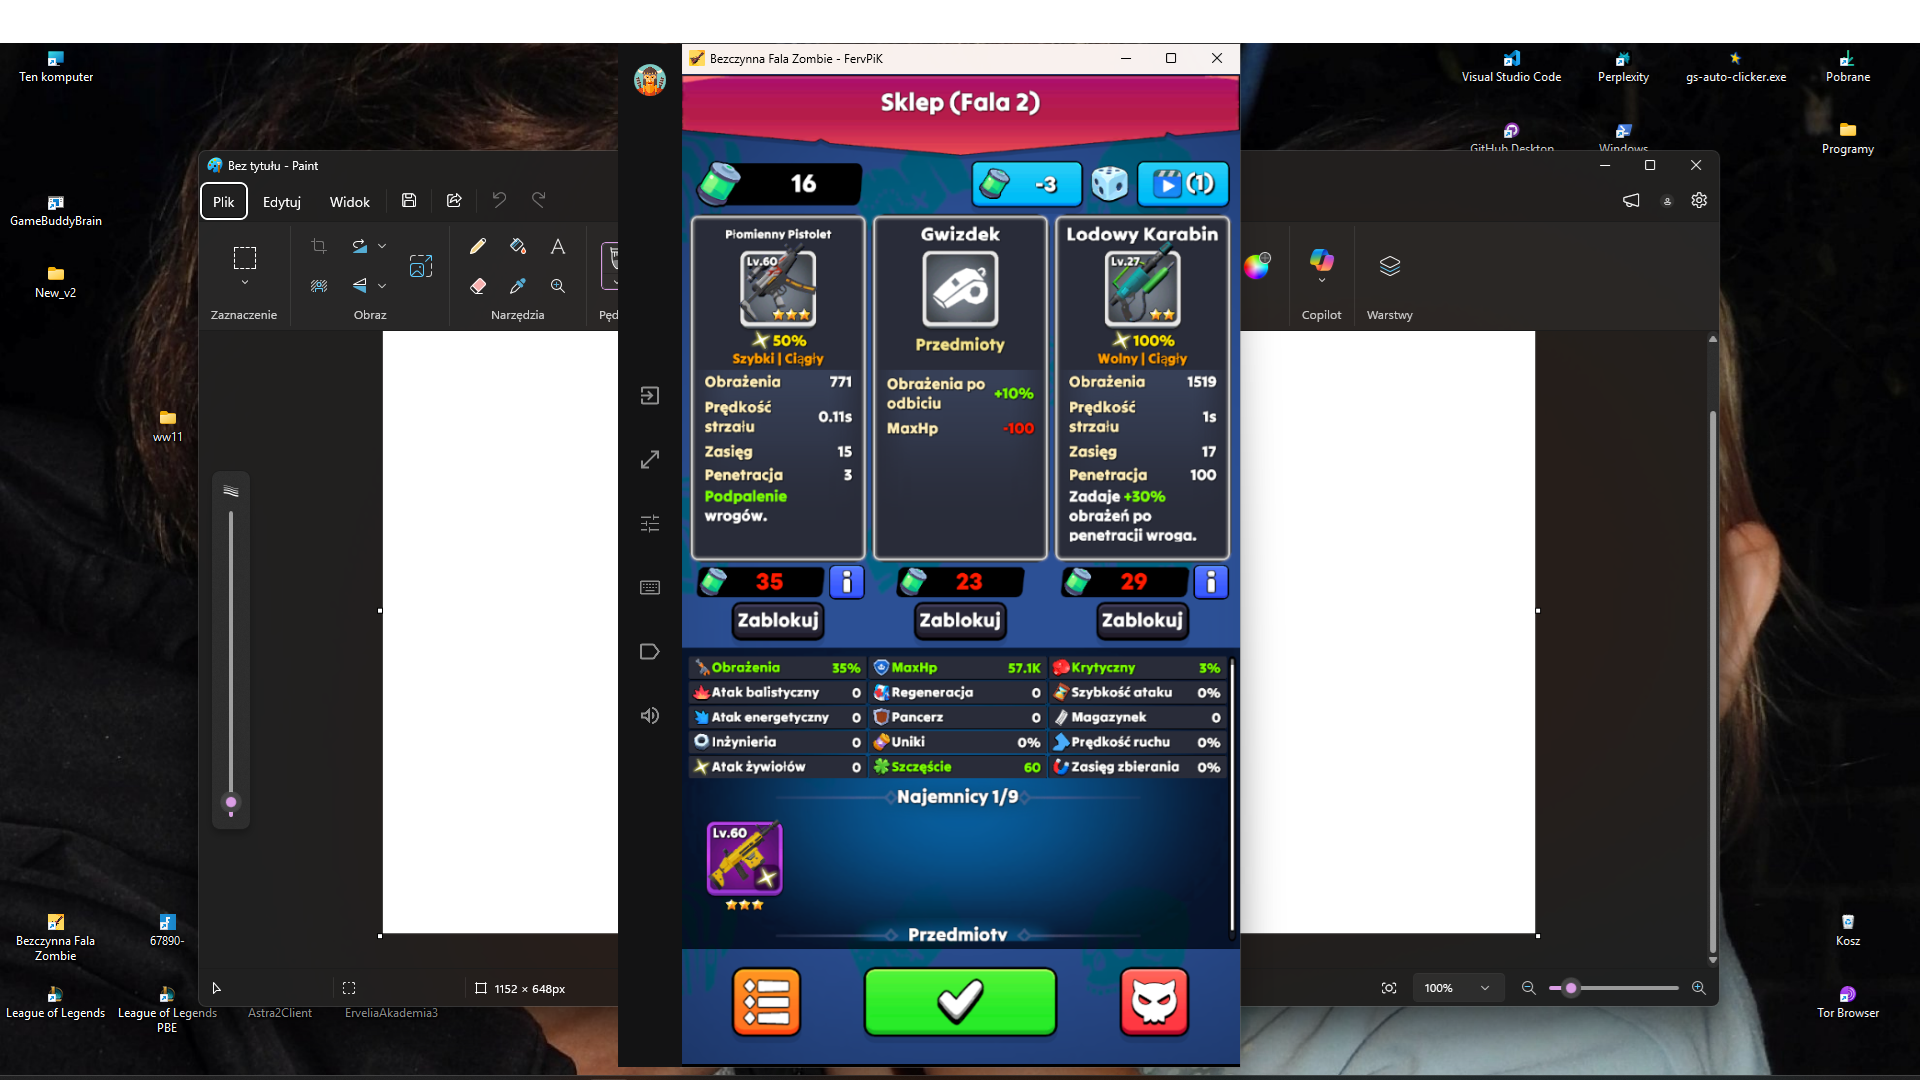 Ten komputer
GameBuddyBrain
New_v2
ww11
Bezczynna Fala
Zombie
67890-
League of Legends
League of Legends
PBE
Astra2Client
ErveliaAkademia3
Visual Studio Code
Perplexity
gs-auto-clicker.exe
Pobrane
GitHub Desktop
Windows
Programy
Kosz
Tor Browser
Bez tytułu - Paint
Plik
Edytuj
Widok
Zaznaczenie
Obraz
Narzędzia
Pęd
Copilot
Warstwy
1152 × 648px
100%
Bezczynna Fala Zombie - FervPiK
Sklep (Fala 2)
16
-3
(1)
Płomienny Pistolet
Lv.60
50%
Szybki | Ciągły
Obrażenia 771
Prędkość
strzału 0.11s
Zasięg 15
Penetracja 3
Podpalenie
wrogów.
35
i
Zablokuj
Gwizdek
Przedmioty
Obrażenia po
odbiciu +10%
MaxHp -100
23
Zablokuj
Lodowy Karabin
Lv.27
100%
Wolny | Ciągły
Obrażenia 1519
Prędkość
strzału 1s
Zasięg 17
Penetracja 100
Zadaje +30%
obrażeń po
penetracji wroga.
29
i
Zablokuj
Obrażenia 35% MaxHp 57.1K Krytyczny 3%
Atak balistyczny 0 Regeneracja 0 Szybkość ataku 0%
Atak energetyczny 0 Pancerz 0 Magazynek 0
Inżynieria 0 Uniki 0% Prędkość ruchu 0%
Atak żywiołów 0 Szczęście 60 Zasięg zbierania 0%
Najemnicy 1/9
Lv.60
Przedmioty